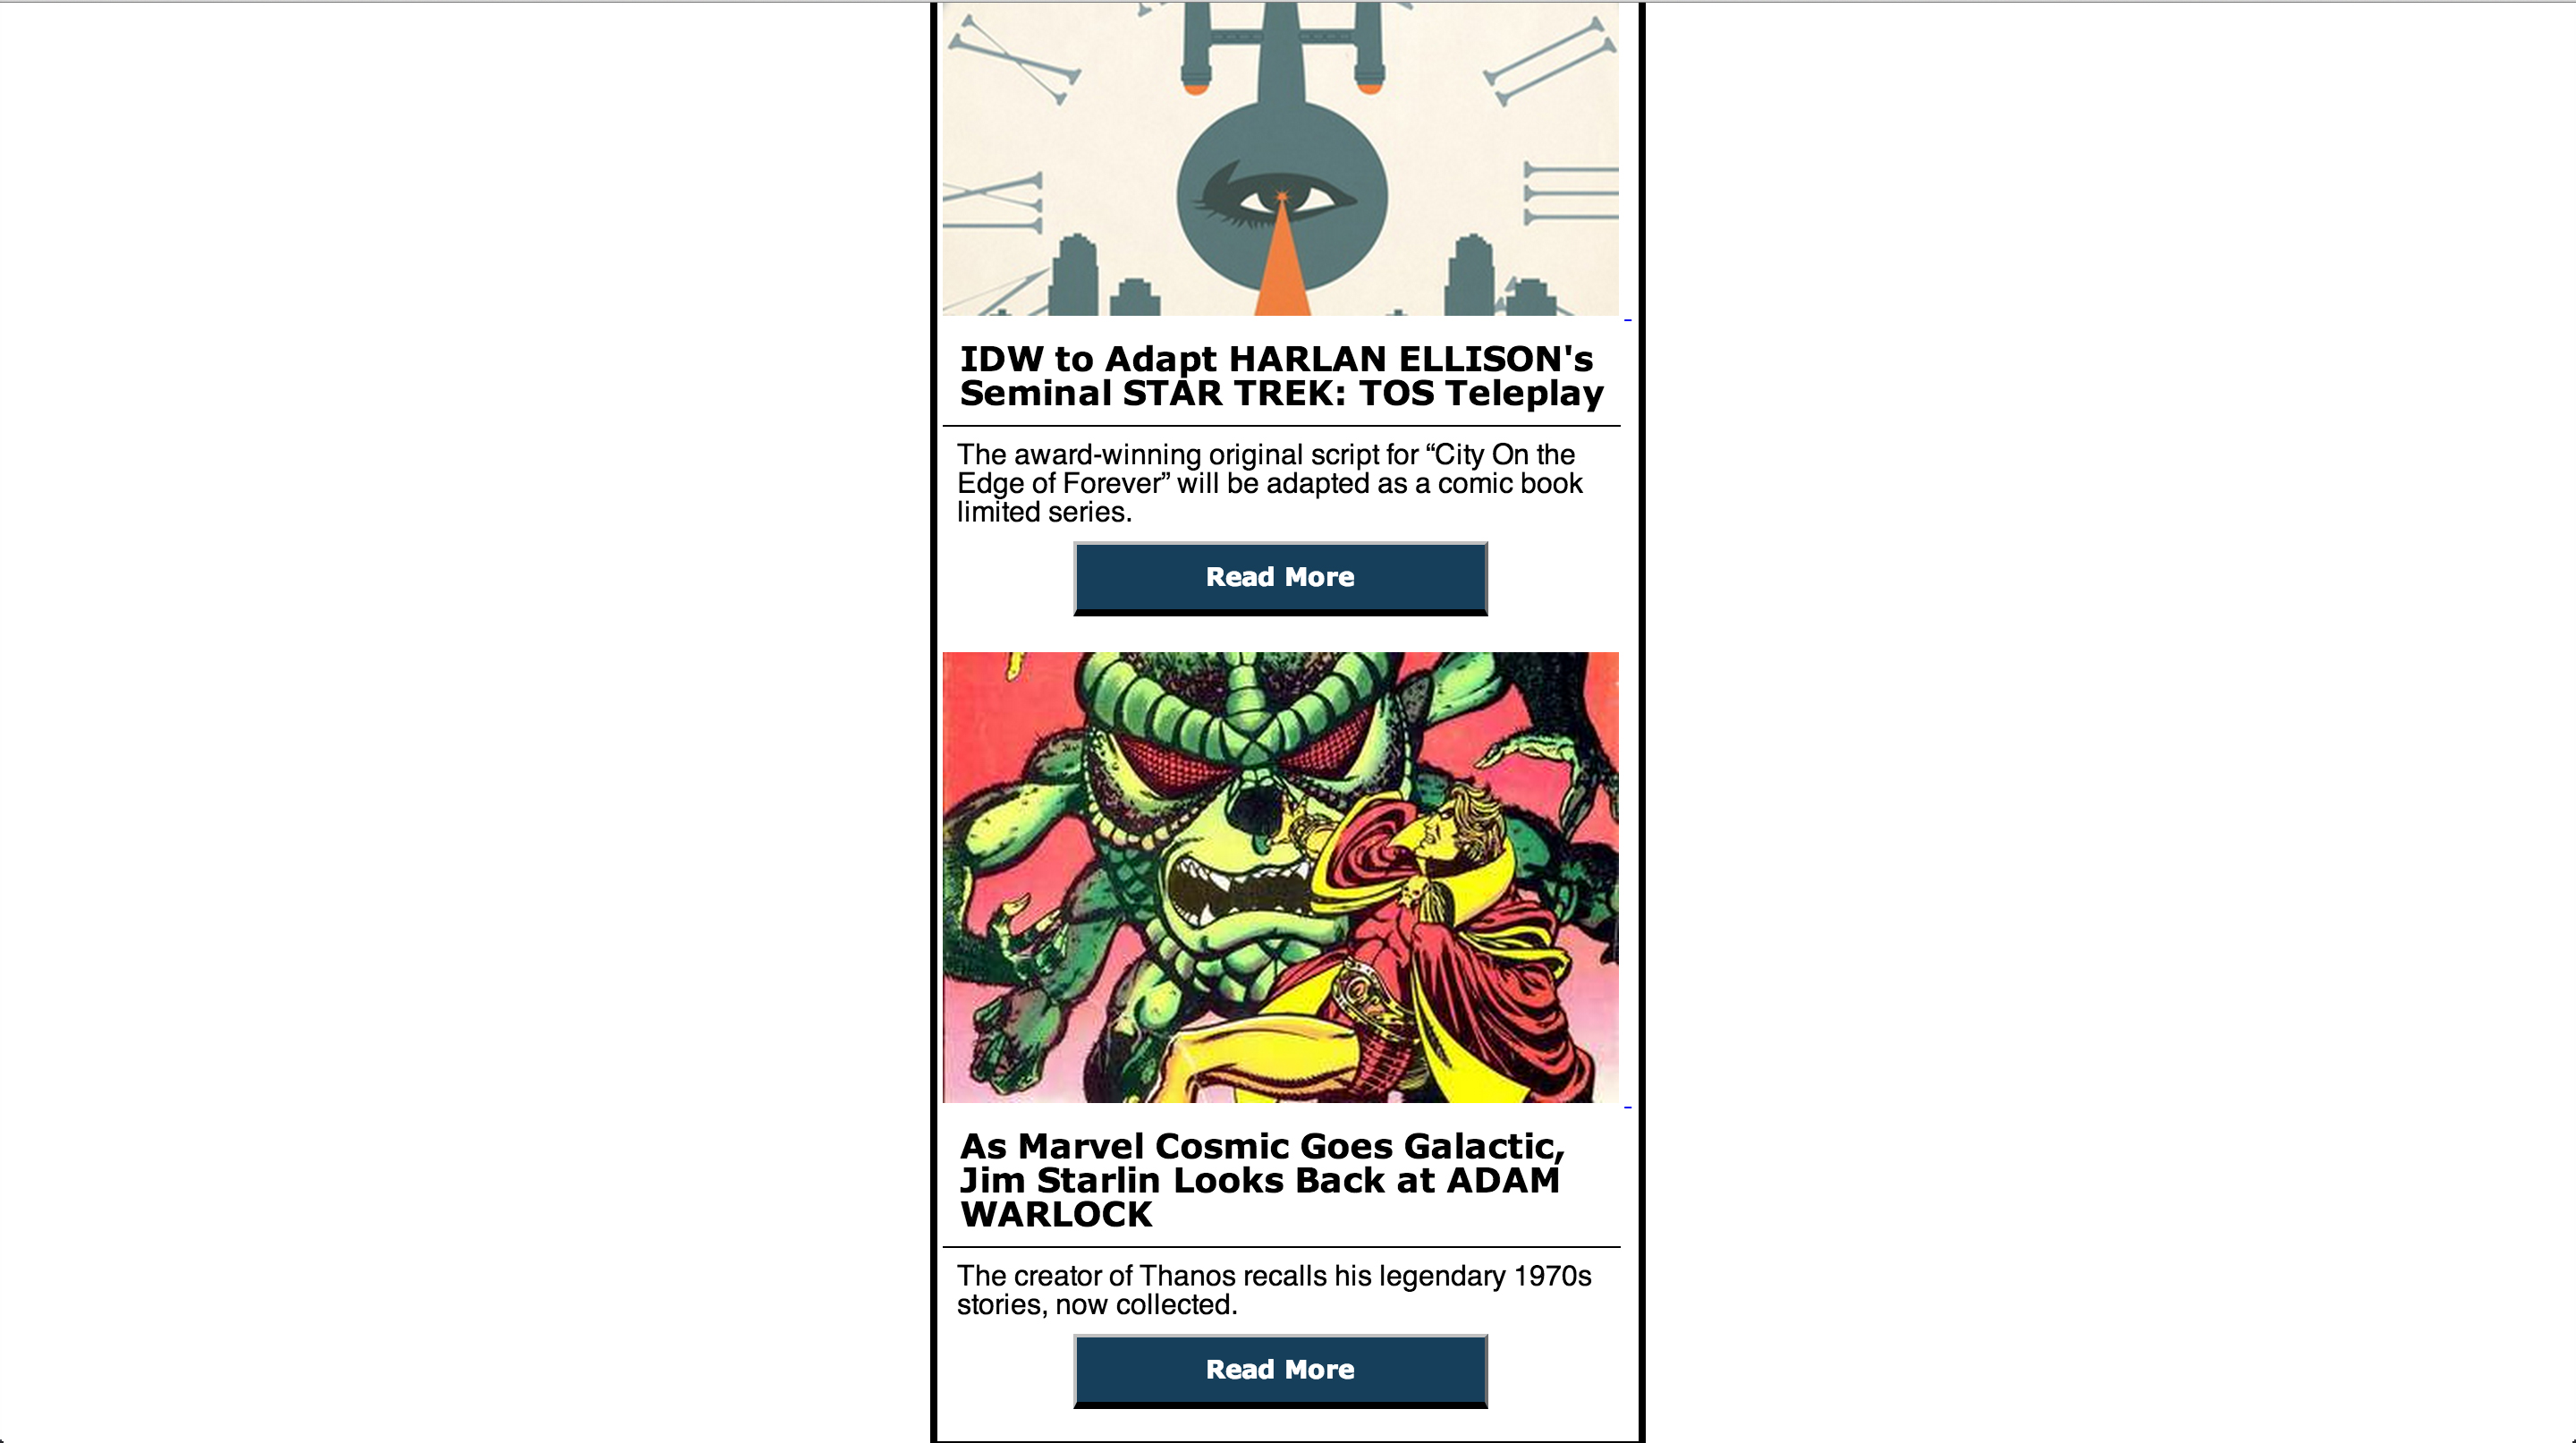 IDW to Adapt HARLAN ELLISON's
Seminal STAR TREK: TOS Teleplay
The award-winning original script for “City On the
Edge of Forever” will be adapted as a comic book
limited series.
Read More
As Marvel Cosmic Goes Galactic,
Jim Starlin Looks Back at ADAM
WARLOCK
The creator of Thanos recalls his legendary 1970s
stories, now collected.
Read More